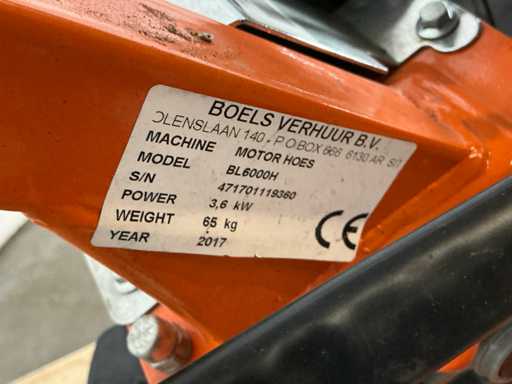 BOELS VERHUUR B.V.
OLENSLAAN 140 - P.O.BOX 666 6130 AR
MACHINE MOTOR HOES
MODEL BL6000H
S/N 471701119360
POWER 3,6 kW
WEIGHT 65 kg
YEAR 2017
CE